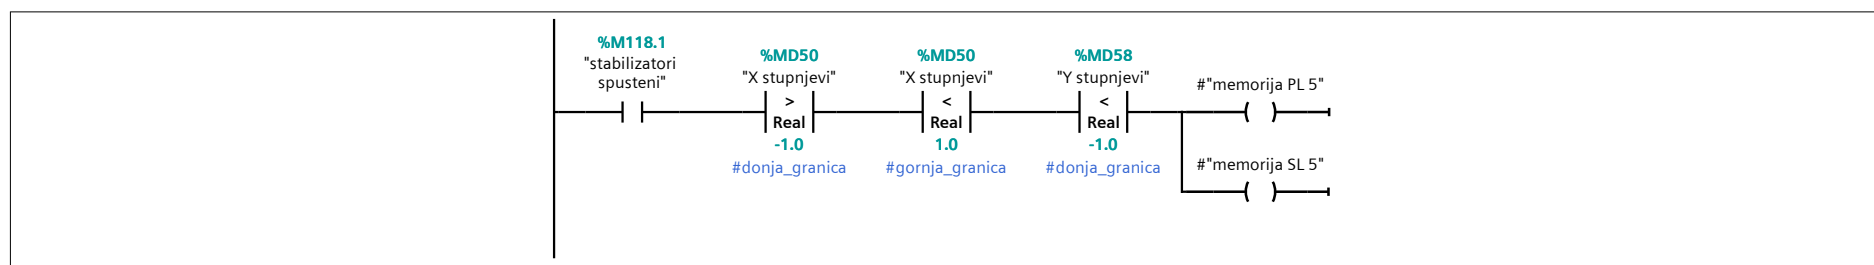 %M118.1
"stabilizatori
spusteni"
%MD50
"X stupnjevi"
>
Real
-1.0
#donja_granica
%MD50
"X stupnjevi"
<
Real
1.0
#gornja_granica
%MD58
"Y stupnjevi"
<
Real
-1.0
#donja_granica
#"memorija PL 5"
#"memorija SL 5"